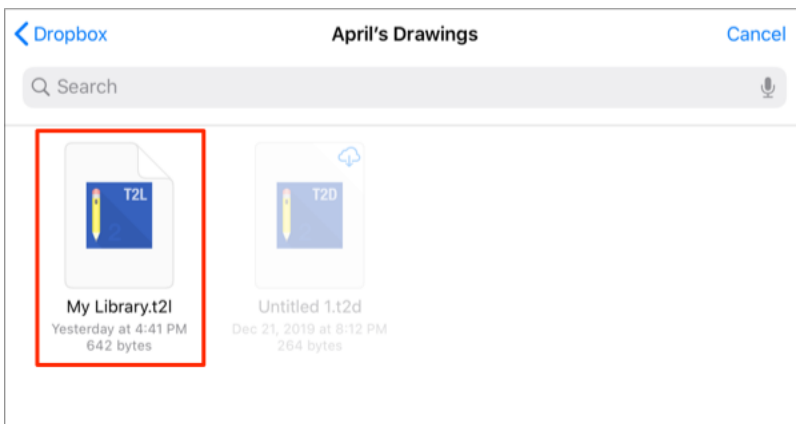 Dropbox
April's Drawings
Cancel
Search
T2L
T2D
My Library.t2l
Untitled 1.t2d
Yesterday at 4:41 PM
Dec 21, 2019 at 8:12 PM
642 bytes
264 bytes